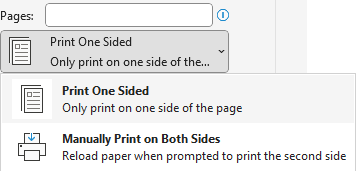 Pages:
Print One Sided
Only print on one side of the...
Print One Sided
Only print on one side of the page
Manually Print on Both Sides
Reload paper when prompted to print the second side